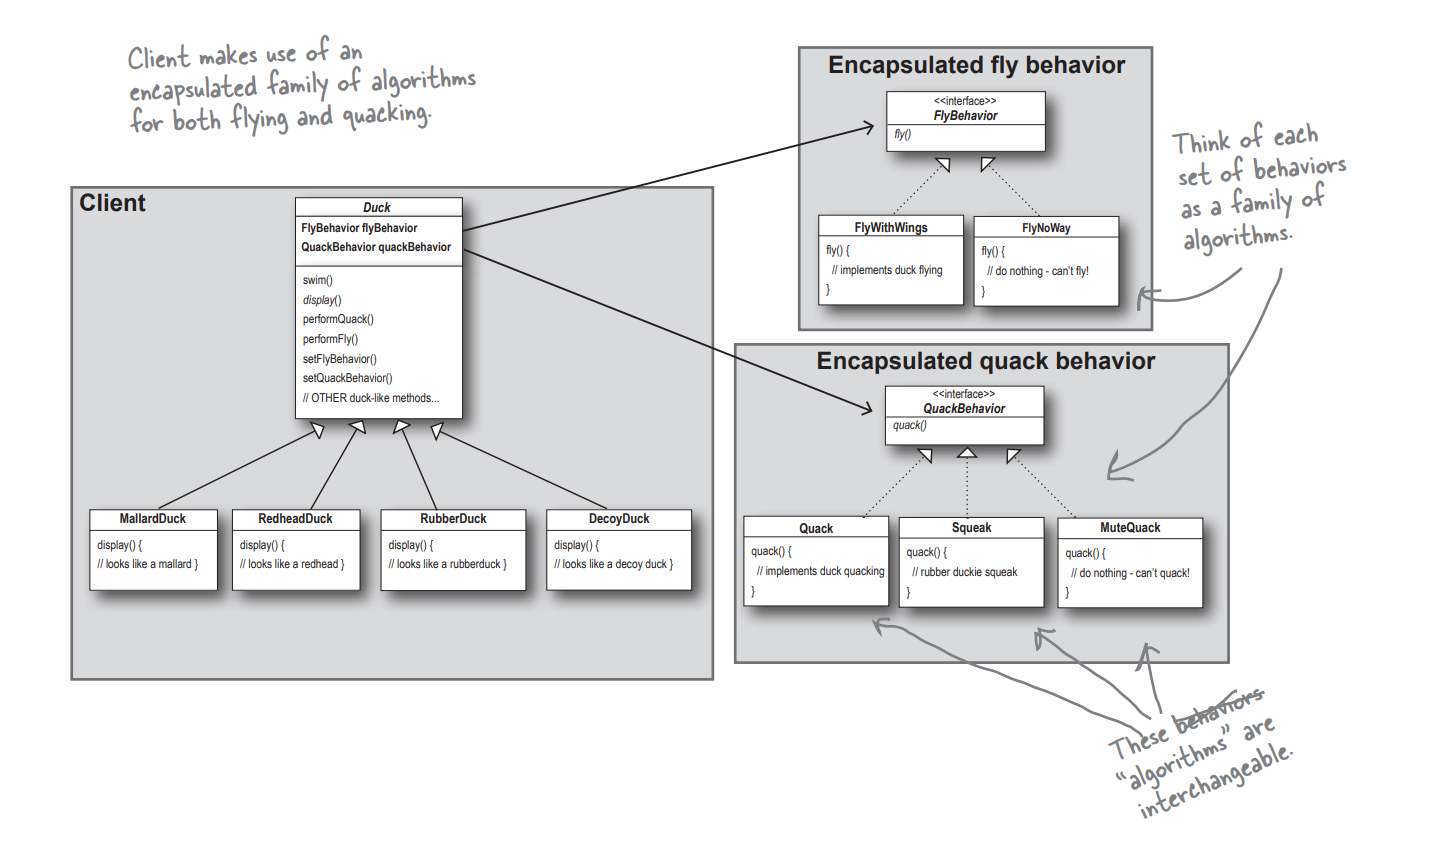 Client makes use of an
encapsulated family of algorithms
for both flying and quacking.
Client
Duck
FlyBehavior flyBehavior
QuackBehavior quackBehavior
swim()
display()
performQuack()
performFly()
setFlyBehavior()
setQuackBehavior()
// OTHER duck-like methods...
MallardDuck
display() {
// looks like a mallard }
RedheadDuck
display() {
// looks like a redhead }
RubberDuck
display() {
// looks like a rubberduck }
DecoyDuck
display() {
// looks like a decoy duck }
Encapsulated fly behavior
<<interface>>
FlyBehavior
fly()
FlyWithWings
fly() {
// implements duck flying
}
FlyNoWay
fly() {
// do nothing - can't fly!
}
Think of each
set of behaviors
as a family of
algorithms.
Encapsulated quack behavior
<<interface>>
QuackBehavior
quack()
Quack
quack() {
// implements duck quacking
}
Squeak
quack() {
// rubber duckie squeak
}
MuteQuack
quack() {
// do nothing - can't quack!
}
These behaviors
“algorithms” are
interchangeable.